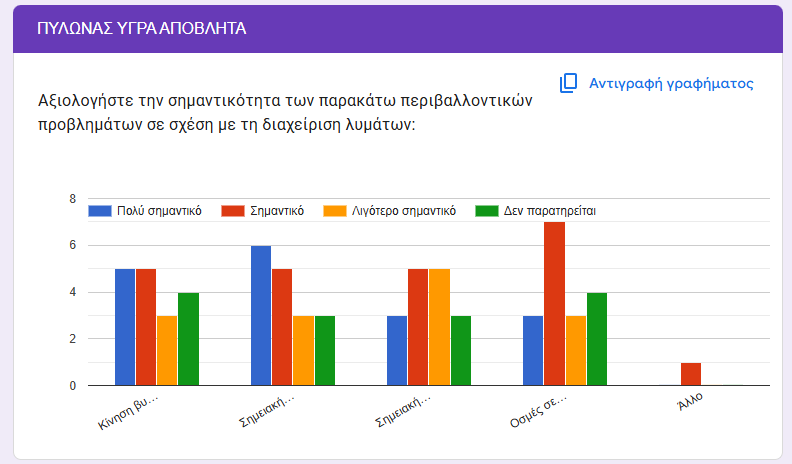 ΠΥΛΩΝΑΣ ΥΓΡΑ ΑΠΟΒΛΗΤΑ
Αντιγραφή γραφήματος
Αξιολογήστε την σημαντικότητα των παρακάτω περιβαλλοντικών
προβλημάτων σε σχέση με τη διαχείριση λυμάτων:
8
Πολύ σημαντικό Σημαντικό Λιγότερο σημαντικό Δεν παρατηρείται
6
4
2
0
Κίνηση βυ… Σημειακή… Σημειακή… Οσμές σε… Άλλο